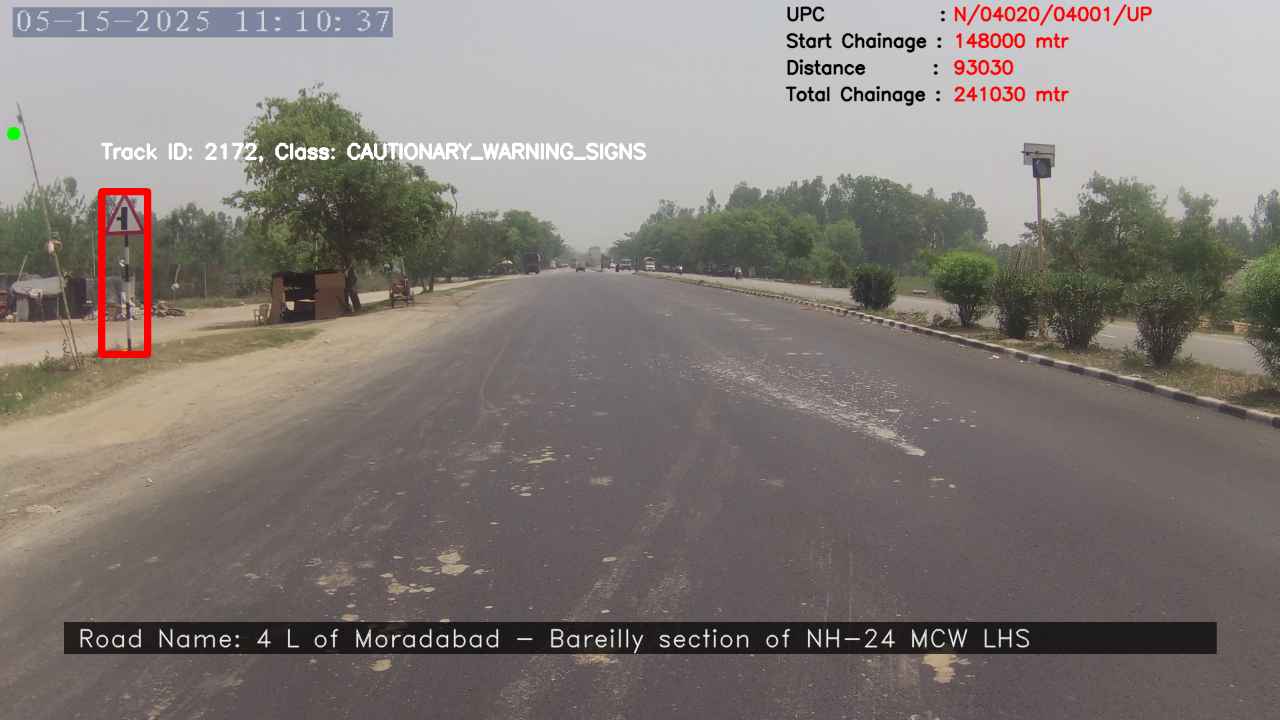 05-15-2025 11:10:37
UPC : N/04020/04001/UP
Start Chainage : 148000 mtr
Distance : 93030
Total Chainage : 241030 mtr
Track ID: 2172, Class: CAUTIONARY_WARNING_SIGNS
Road Name: 4 L of Moradabad - Bareilly section of NH-24 MCW LHS